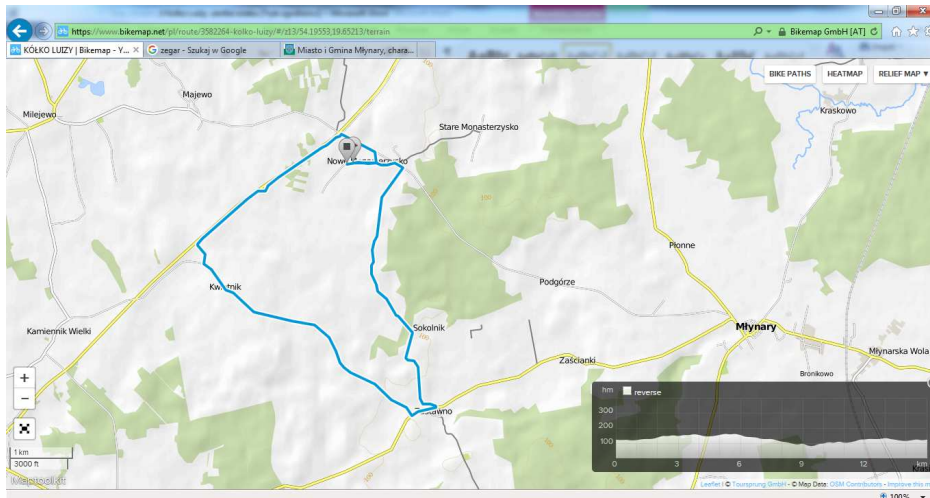 https://www.bikemap.net/pl/route/3582264-kolko-luizy/#/z13/54.19553,19.65213/terrain
Bikemap GmbH [AT]
KÓŁKO LUIZY | Bikemap - Y...
zegar - Szukaj w Google
Miasto i Gmina Młynary, chara...
BIKE PATHS
HEATMAP
RELIEF MAP
Majewo
Milejewo
Kraskowo
Stare Monasterzysko
Płonne
Podgórze
Kamiennik Wielki
Sokolnik
Młynary
Młynarska Wola
Zaścianki
Bronikowo
hm
reverse
300
200
100
0 3 6 9 12
1 km
3000 ft
Maptoolkit
Leaflet | © Toursprung GmbH - © Map Data: OSM Contributors - Improve this m
100%